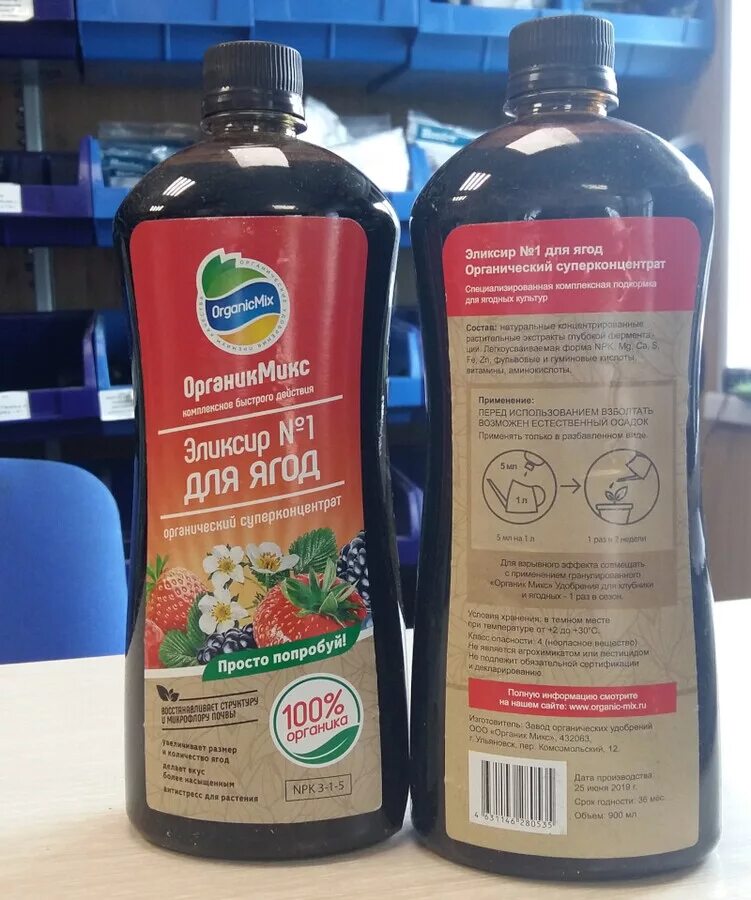 OrganicMix
ОрганикМикс
комплексное быстрого действия
Эликсир №1
для ягод
органический суперконцентрат
Просто попробуй!
восстанавливает структуру
и микрофлору почвы
увеличивает размер
и количество ягод
делает вкус
более насыщенным
антистресс для растения
100%
органика
NPK 3-1-5
Эликсир №1 для ягод
Органический суперконцентрат
Специализированная комплексная подкормка
для ягодных культур
Состав: натуральные концентрированные
растительные экстракты глубокой фермента-
ции. Легкоусваиваемая форма NPK, Mg, Ca, S,
Fe, Zn, фульвовые и гуминовые кислоты,
витамины, аминокислоты.
Применение:
ПЕРЕД ИСПОЛЬЗОВАНИЕМ ВЗБОЛТАТЬ
ВОЗМОЖЕН ЕСТЕСТВЕННЫЙ ОСАДОК
Применять только в разбавленном виде.
5 мл
1 л
5 мл на 1 л
1 раз в 2 недели
Для взрывного эффекта совмещать
с применением гранулированного
«Органик Микс» Удобрения для клубники
и ягодных - 1 раз в сезон.
Условия хранения: в темном месте
при температуре от +2 до +30°C.
Класс опасности: 4 (неопасное вещество)
Не является агрохимикатом или пестицидом
Не подлежит обязательной сертификации
и декларированию
Полную информацию смотрите
на нашем сайте: www.organic-mix.ru
Изготовитель: Завод органических удобрений
ООО «Органик Микс», 432063,
г. Ульяновск, пер. Комсомольский, 12.
Дата производства:
25 июня 2019 г.
Срок годности: 36 мес.
Объем: 900 мл
4 631146 280535